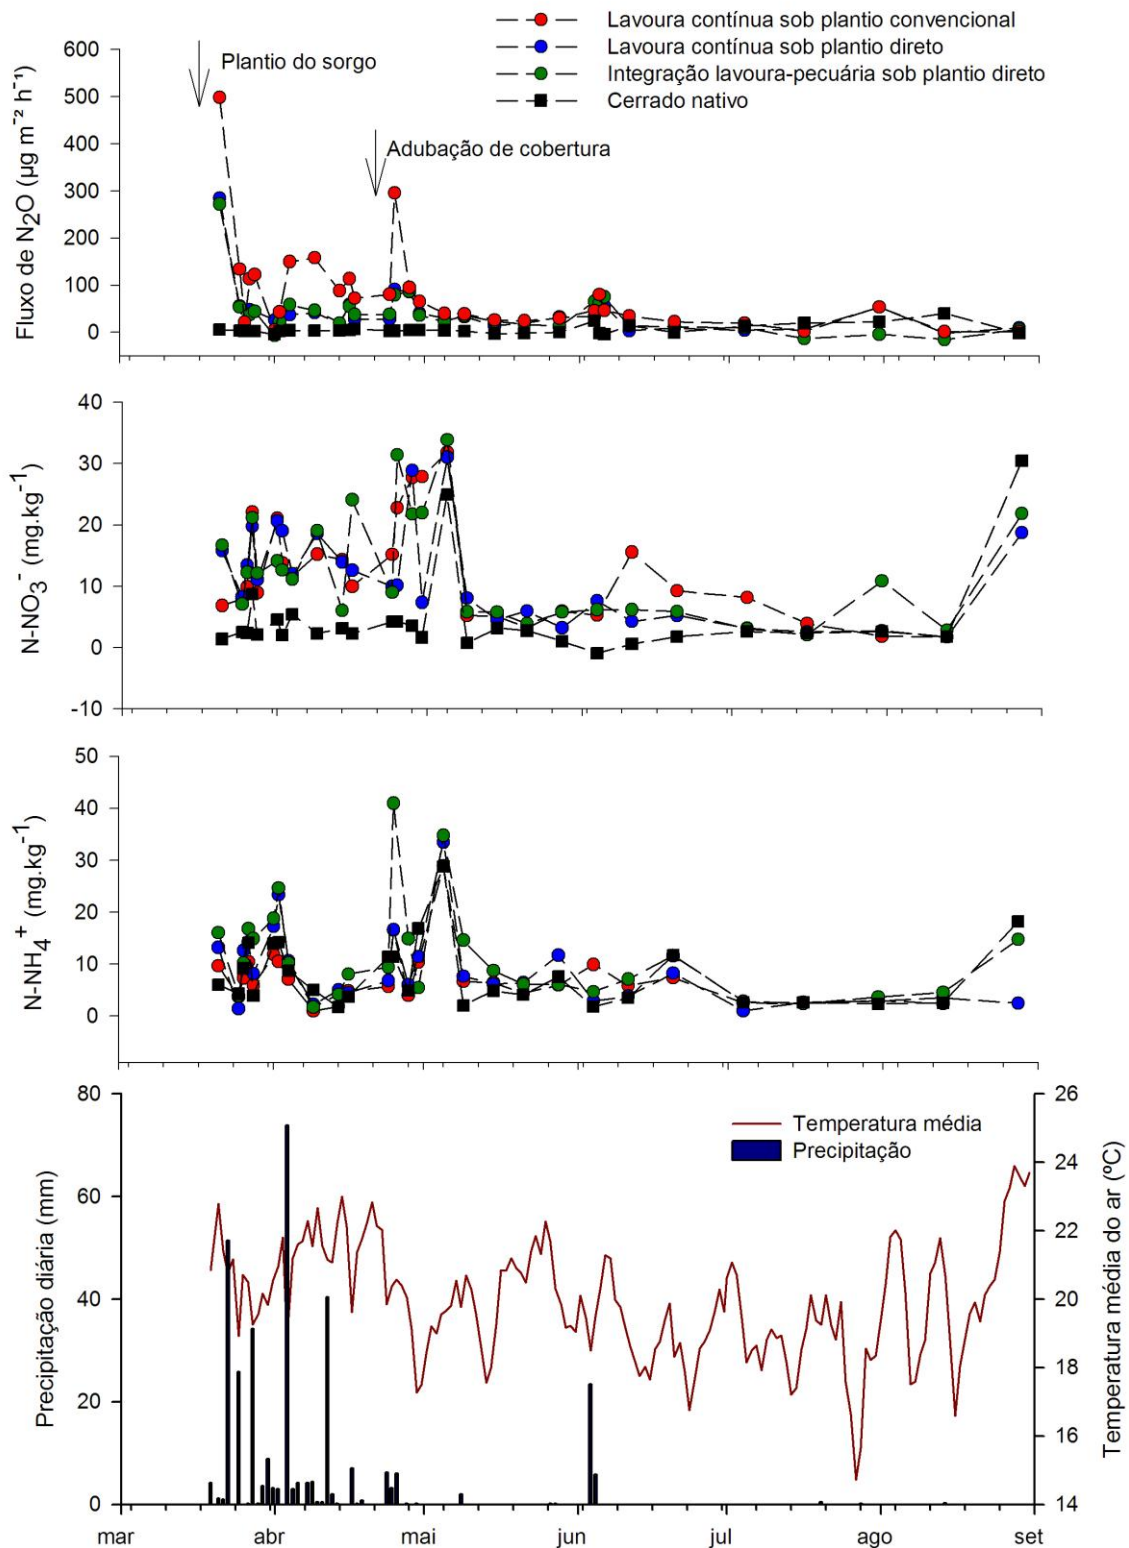 Lavoura contínua sob plantio convencional
Lavoura contínua sob plantio direto
Integração lavoura-pecuária sob plantio direto
Cerrado nativo
Plantio do sorgo
Adubação de cobertura
Fluxo de N₂O (µg m⁻² h⁻¹)
600
500
400
300
200
100
0
N-NO₃⁻ (mg.kg⁻¹)
40
30
20
10
0
-10
N-NH₄⁺ (mg.kg⁻¹)
50
40
30
20
10
0
Temperatura média
Precipitação
Precipitação diária (mm)
80
60
40
20
0
26
24
22
20
18
16
14
Temperatura média do ar (ºC)
mar abr mai jun jul ago set